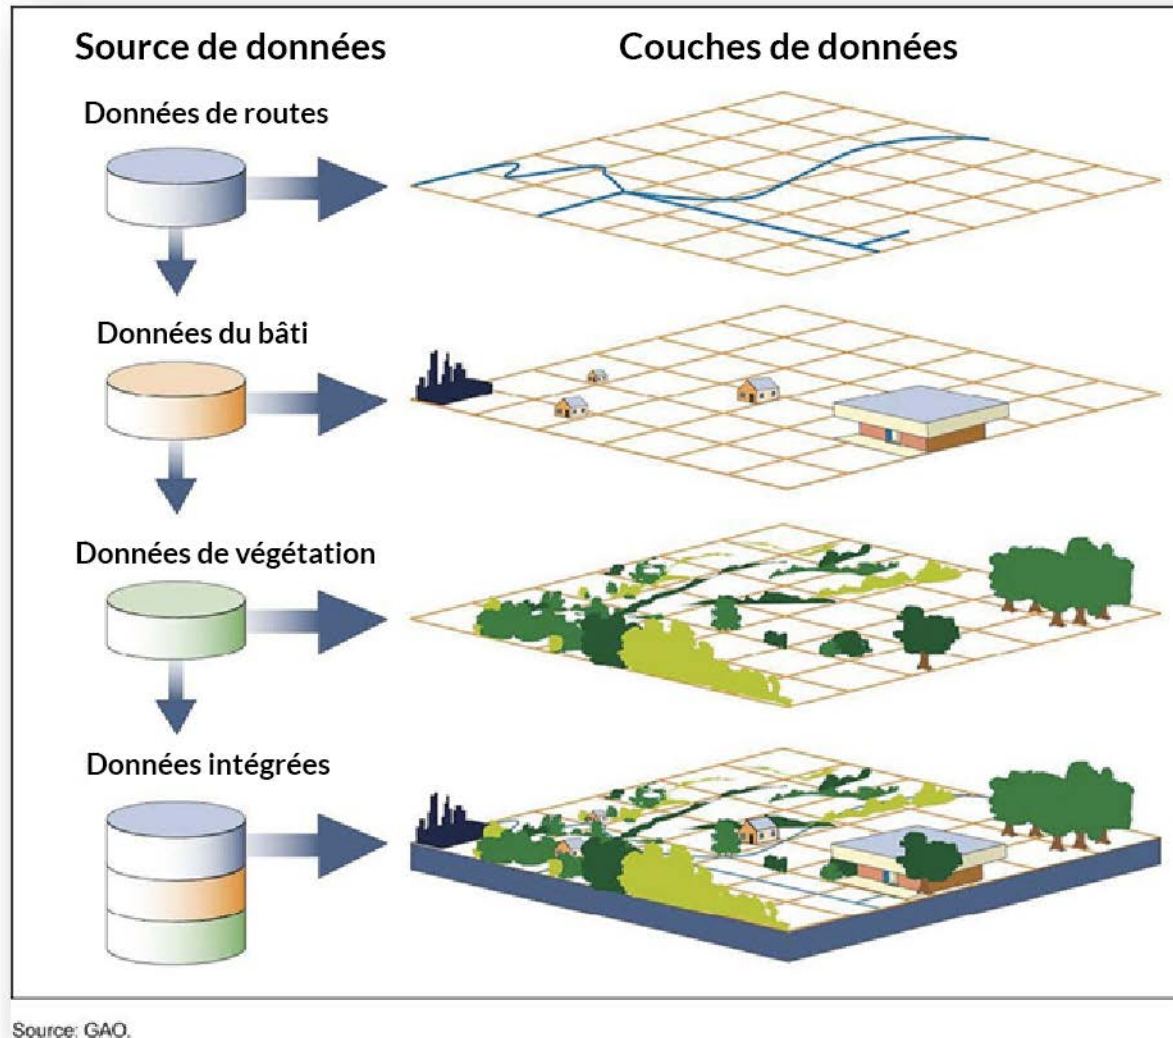 Source de données
Couches de données
Données de routes
Données du bâti
Données de végétation
Données intégrées
Source: GAO.